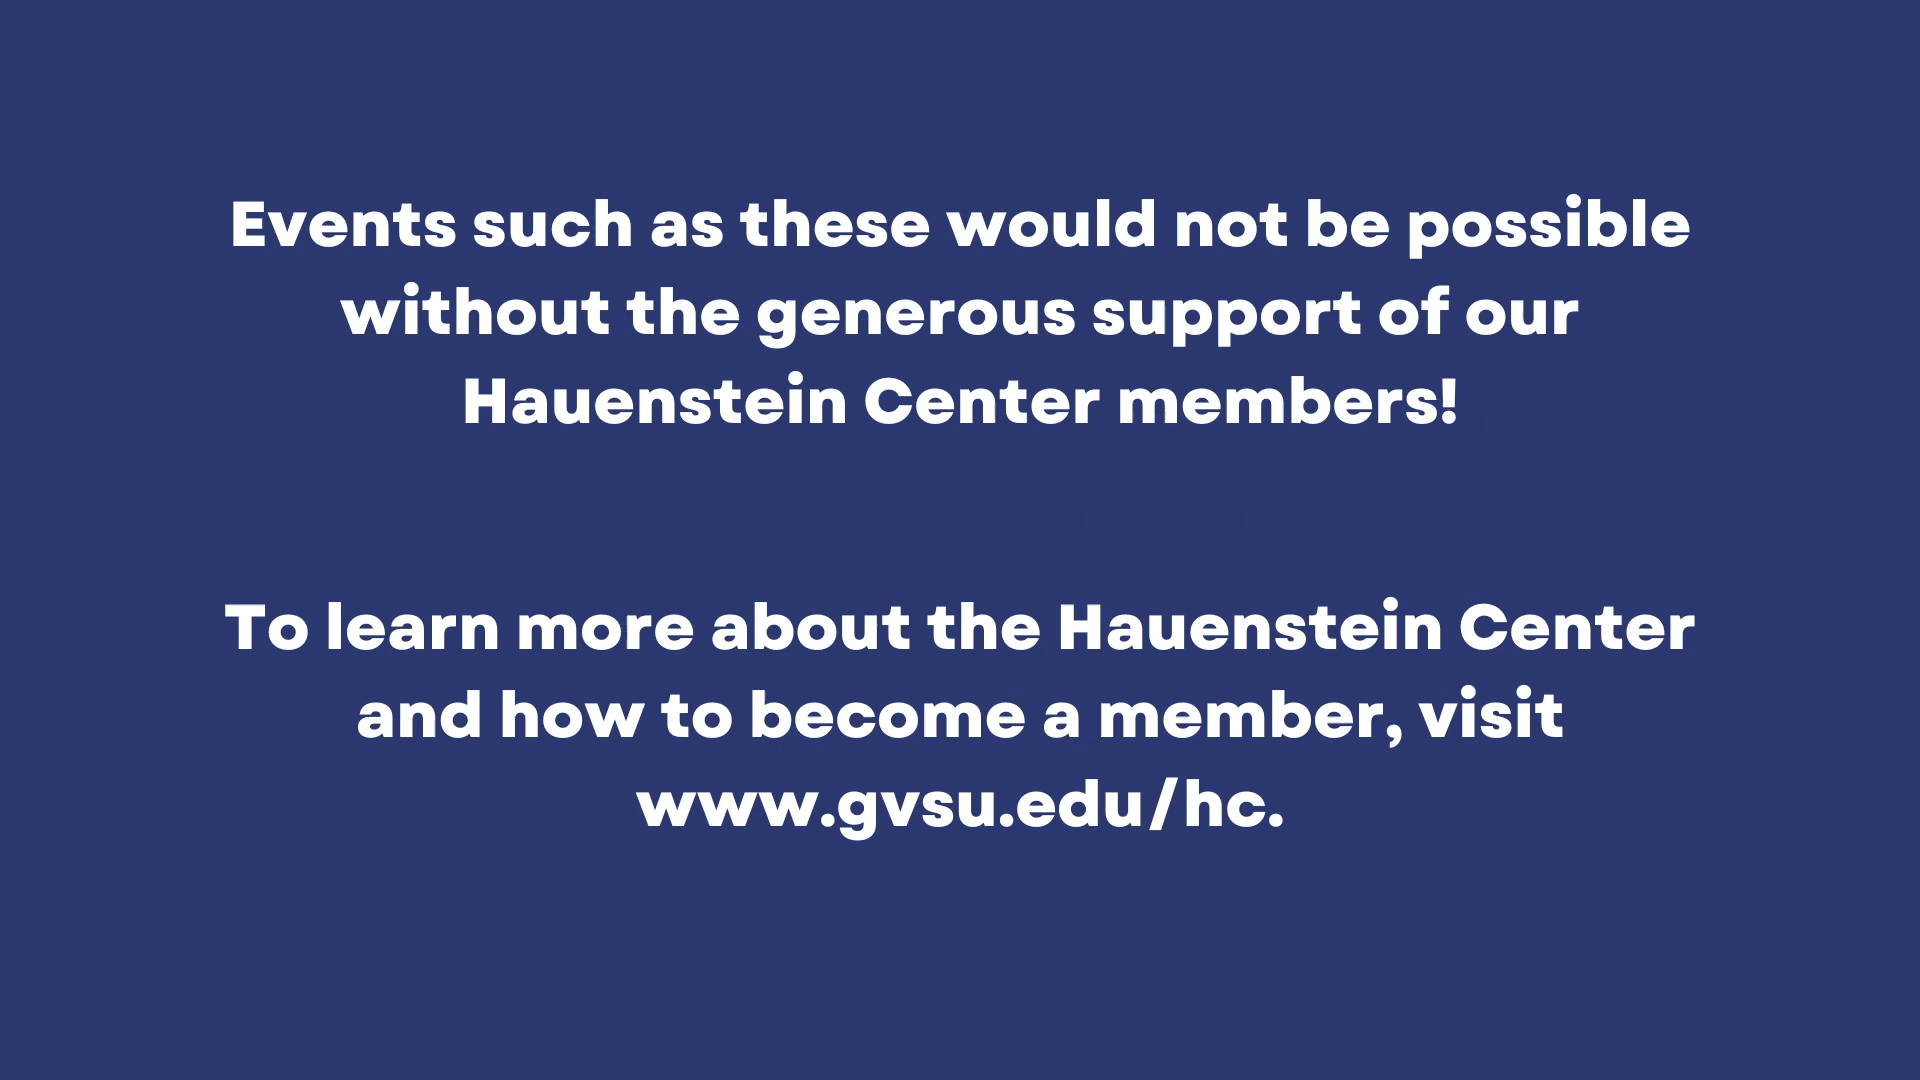 Events such as these would not be possible
without the generous support of our
Hauenstein Center members!
To learn more about the Hauenstein Center
and how to become a member, visit
www.gvsu.edu/hc.